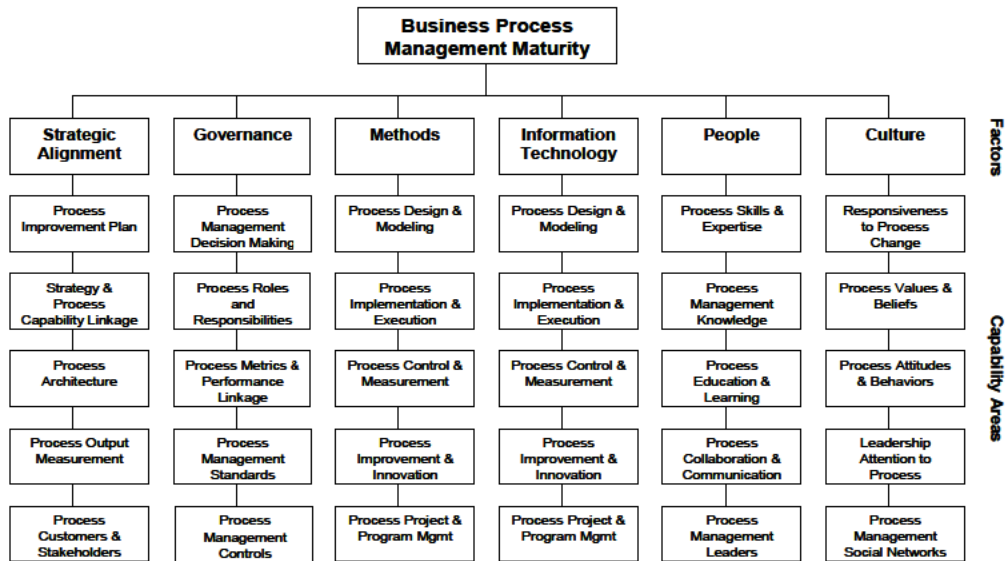 Business Process
Management Maturity
Strategic
Alignment
Governance
Methods
Information
Technology
People
Culture
Factors
Process
Improvement Plan
Process
Management
Decision Making
Process Design &
Modeling
Process Design &
Modeling
Process Skills &
Expertise
Responsiveness
to Process
Change
Strategy &
Process
Capability Linkage
Process Roles
and
Responsibilities
Process
Implementation &
Execution
Process
Implementation &
Execution
Process
Management
Knowledge
Process Values &
Beliefs
Capability Areas
Process
Architecture
Process Metrics &
Performance
Linkage
Process Control &
Measurement
Process Control &
Measurement
Process
Education &
Learning
Process Attitudes
& Behaviors
Process Output
Measurement
Process
Management
Standards
Process
Improvement &
Innovation
Process
Improvement &
Innovation
Process
Collaboration &
Communication
Leadership
Attention to
Process
Process
Customers &
Stakeholders
Process
Management
Controls
Process Project &
Program Mgmt
Process Project &
Program Mgmt
Process
Management
Leaders
Process
Management
Social Networks